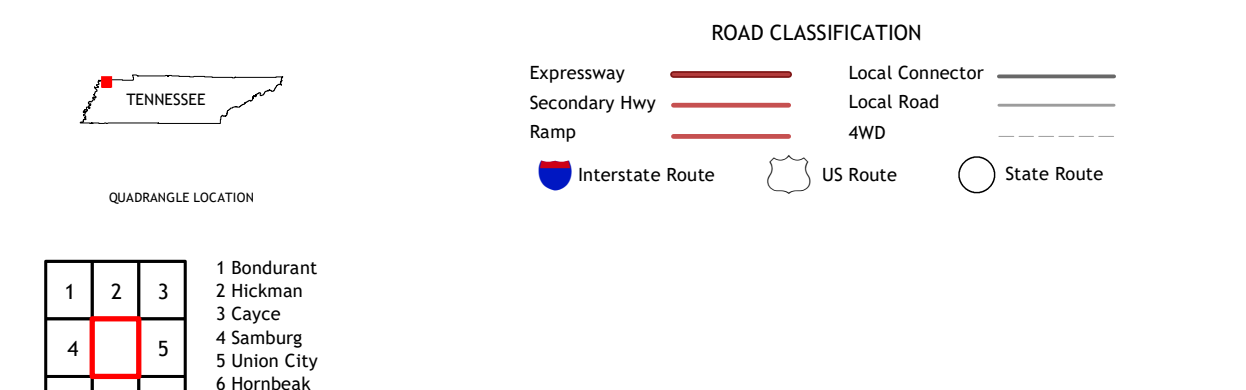 ROAD CLASSIFICATION
Expressway
Local Connector
Secondary Hwy
Local Road
Ramp
4WD
Interstate Route
US Route
State Route
TENNESSEE
QUADRANGLE LOCATION
1 2 3
4 5
1 Bondurant
2 Hickman
3 Cayce
4 Samburg
5 Union City
6 Hornbeak